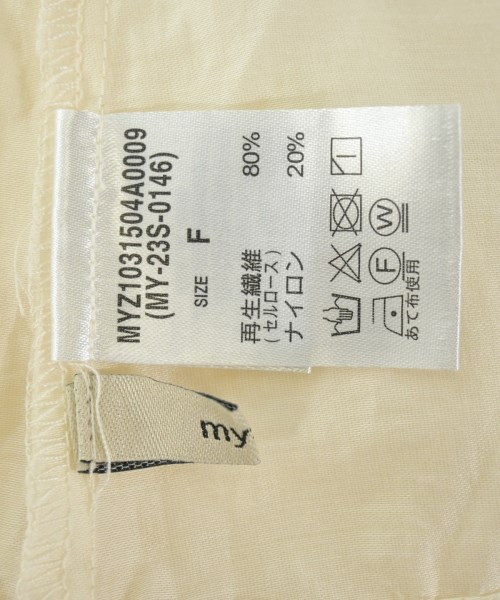 MYZ1031504A0009
(MY-23S-0146)
SIZE F
再生繊維 80%
(セルロース)
ナイロン 20%
F W
あて布使用
my